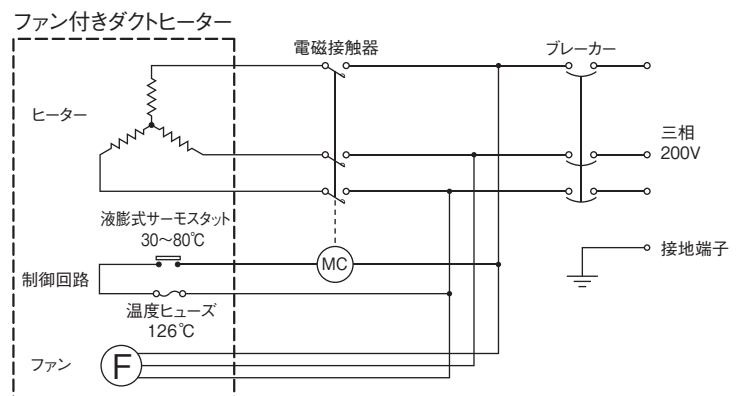 ファン付きダクトヒーター
電磁接触器
ブレーカー
ヒーター
三相
200V
液膨式サーモスタット
30～80℃
MC
接地端子
制御回路
温度ヒューズ
126℃
ファン
F